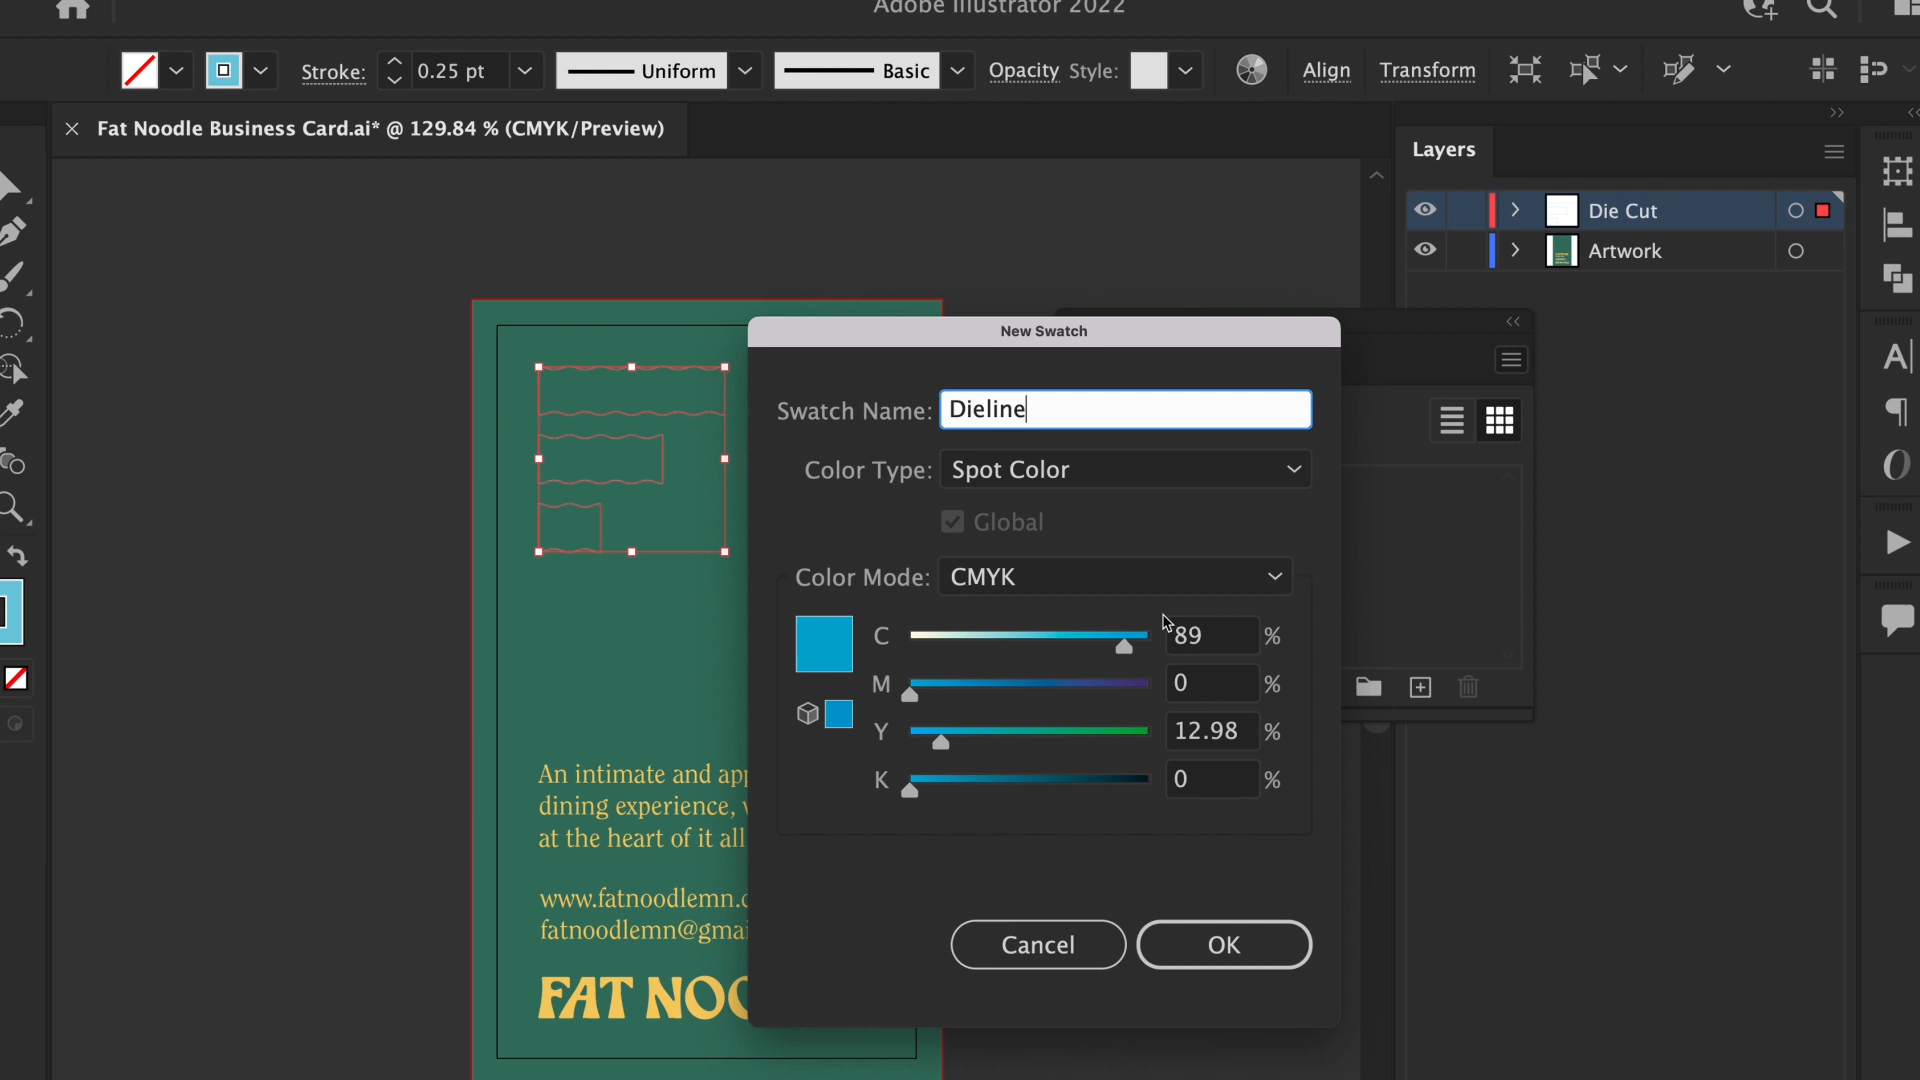 Adobe Illustrator 2022
Stroke: 0.25 pt Uniform Basic Opacity Style: Align Transform
Fat Noodle Business Card.ai* @ 129.84 % (CMYK/Preview)
Layers
Die Cut
Artwork
New Swatch
Swatch Name: Dieline
Color Type: Spot Color
Global
Color Mode: CMYK
C 89 %
M 0 %
Y 12.98 %
K 0 %
Cancel OK
An intimate and
dining experience,
at the heart of it all
www.fatnoodlemn.
fatnoodlemn@gmai
FAT NOO